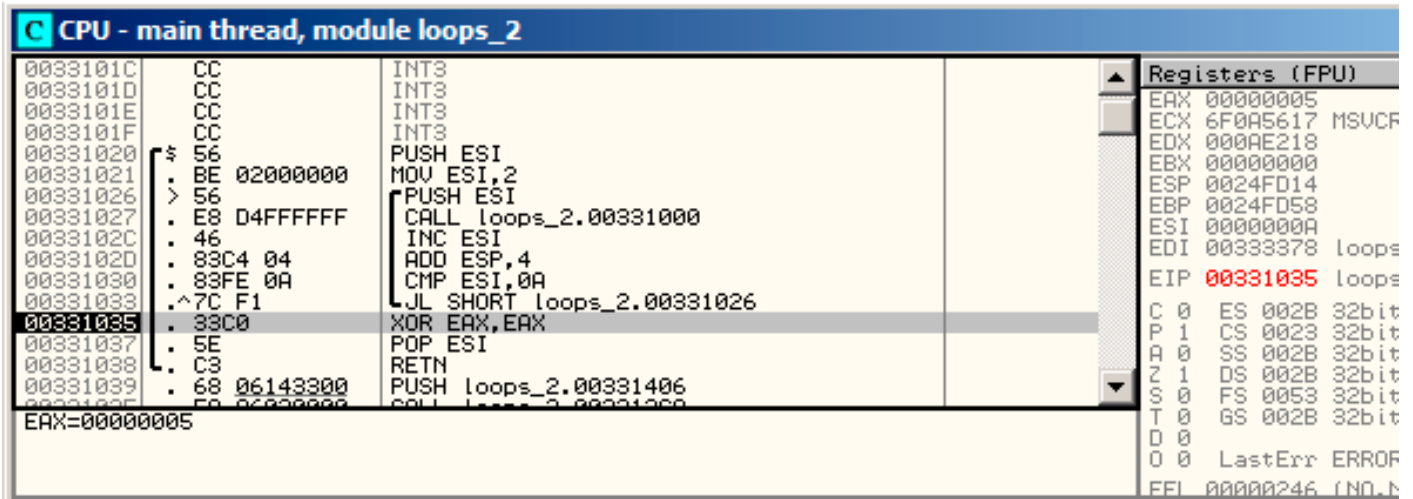 C CPU - main thread, module loops_2
0033101C CC INT3
0033101D CC INT3
0033101E CC INT3
0033101F CC INT3
00331020 $ 56 PUSH ESI
00331021 . BE 02000000 MOV ESI,2
00331026 > 56 PUSH ESI
00331027 . E8 D4FFFFFF CALL loops_2.00331000
0033102C . 46 INC ESI
0033102D . 83C4 04 ADD ESP,4
00331030 . 83FE 0A CMP ESI,0A
00331033 .^7C F1 JL SHORT loops_2.00331026
00331035 . 33C0 XOR EAX,EAX
00331037 . 5E POP ESI
00331038 . C3 RETN
00331039 . 68 06143300 PUSH loops_2.00331406
EAX=00000005
Registers (FPU)
EAX 00000005
ECX 6F0A5617 MSVCR
EDX 000AE218
EBX 00000000
ESP 0024FD14
EBP 0024FD58
ESI 0000000A
EDI 00333378 loops
EIP 00331035 loops
C 0 ES 002B 32bit
P 1 CS 0023 32bit
A 0 SS 002B 32bit
Z 1 DS 002B 32bit
S 0 FS 0053 32bit
T 0 GS 002B 32bit
D 0
O 0 LastErr ERROR
EFL 00000246 (NO,N